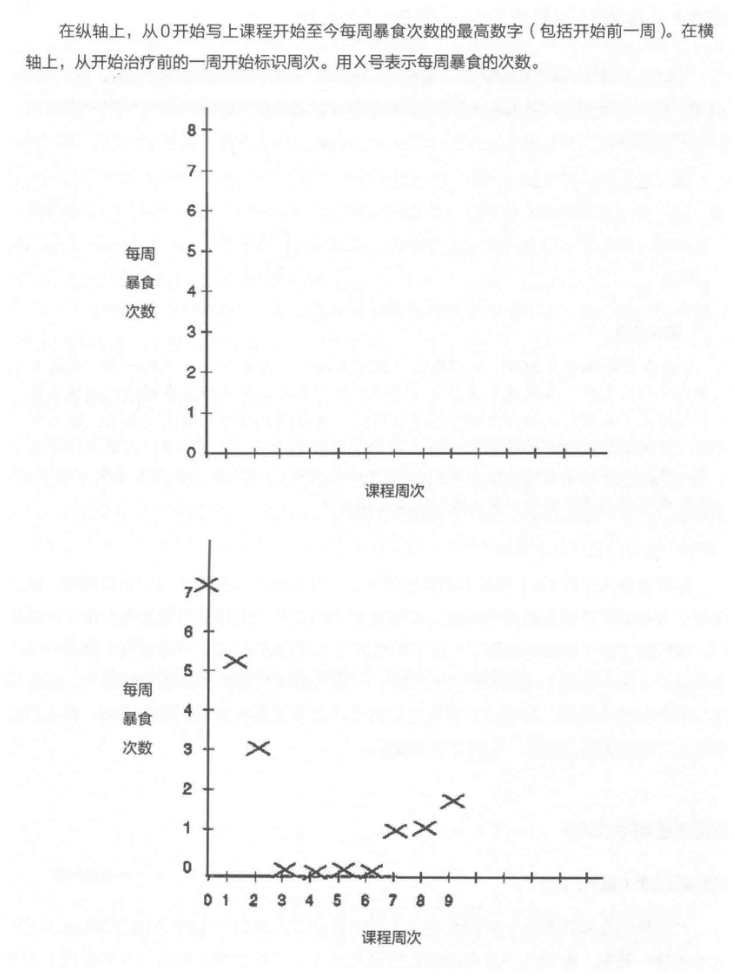 在纵轴上，从0开始写上课程开始至今每周暴食次数的最高数字（包括开始前一周）。在横
轴上，从开始治疗前的一周开始标识周次。用X号表示每周暴食的次数。
8
7
6
5
每周
暴食
次数
4
3
2
1
0
课程周次
7
6
5
每周
暴食
次数
4
3
2
1
0
0 1 2 3 4 5 6 7 8 9
课程周次